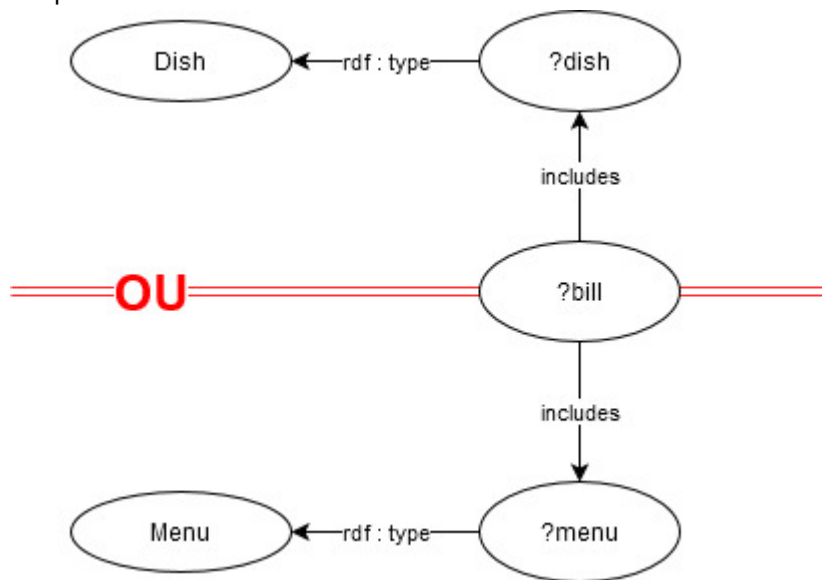 Dish
rdf : type
?dish
includes
OU
?bill
includes
Menu
rdf : type
?menu